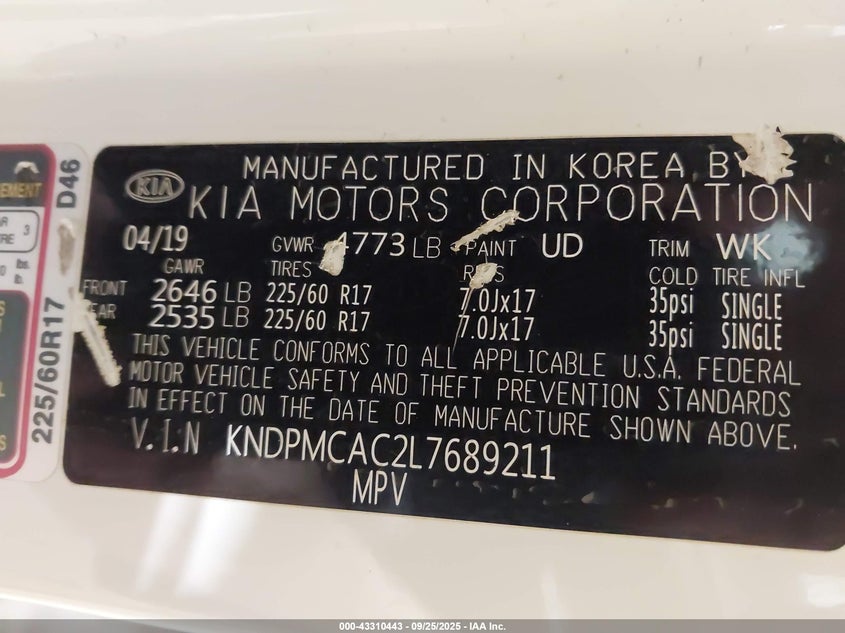 MANUFACTURED IN KOREA BY
KIA KIA MOTORS CORPORATION
04/19 GVWR 4773 LB PAINT UD TRIM WK
GAWR TIRES COLD TIRE INFL
FRONT 2646 LB 225/60 R17 7.0Jx17 35psi SINGLE
2535 LB 225/60 R17 7.0Jx17 35psi SINGLE
THIS VEHICLE CONFORMS TO ALL APPLICABLE U.S.A. FEDERAL
MOTOR VEHICLE SAFETY AND THEFT PREVENTION STANDARDS
IN EFFECT ON THE DATE OF MANUFACTURE SHOWN ABOVE.
V.I.N KNDPMCAC2L7689211
MPV
225/60R17 D46
3
lbs.
000-43310443 - 09/25/2025 - IAA Inc.